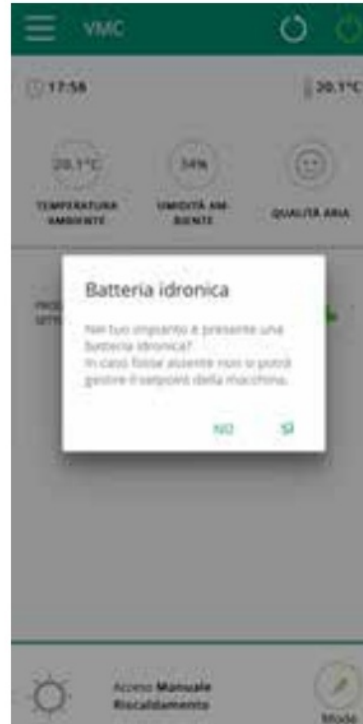 VMC
17:58
20.1°C
20.1°C
34%
TEMPERATURA
AMBIENTE
UMIDITÀ AM-
BIENTE
QUALITÀ ARIA
Batteria idronica
Nel tuo impianto è presente una
batteria idronica?
In caso fosse assente non si potrà
gestire il setpoint della macchina.
NO
SÌ
Acceso Manuale
Riscaldamento
Mode